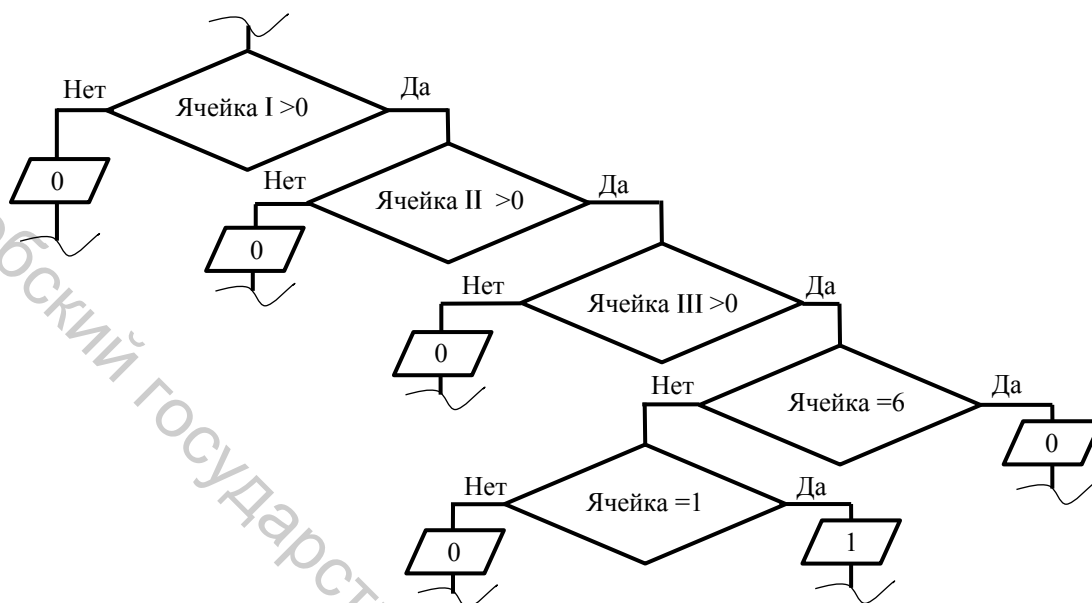 Нет
Да
Ячейка I >0
0
Нет
Да
Ячейка II >0
0
Нет
Да
Ячейка III >0
0
Нет
Да
Ячейка =6
0
Нет
Да
Ячейка =1
0
1